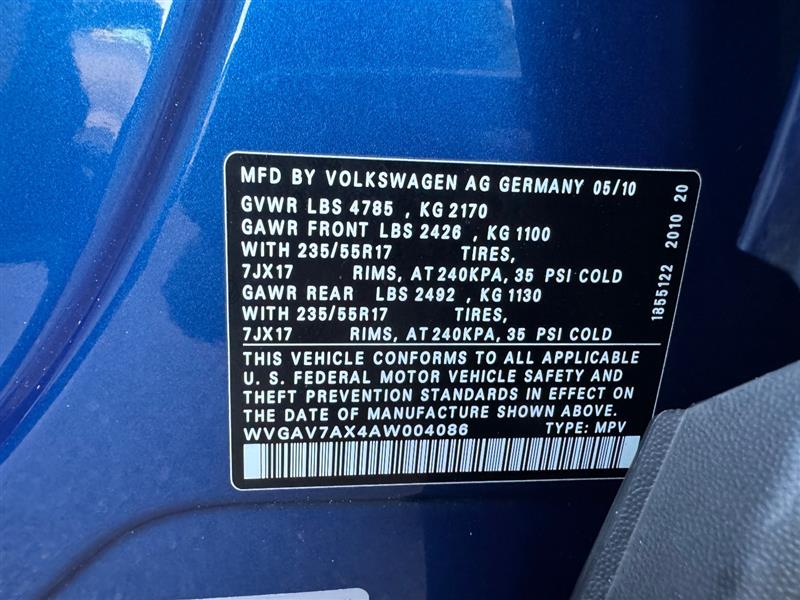 MFD BY VOLKSWAGEN AG GERMANY 05/10
GVWR LBS 4785 , KG 2170
GAWR FRONT LBS 2426 , KG 1100
WITH 235/55R17 TIRES,
7JX17 RIMS, AT 240KPA, 35 PSI COLD
GAWR REAR LBS 2492 , KG 1130
WITH 235/55R17 TIRES,
7JX17 RIMS, AT 240KPA, 35 PSI COLD
THIS VEHICLE CONFORMS TO ALL APPLICABLE
U. S. FEDERAL MOTOR VEHICLE SAFETY AND
THEFT PREVENTION STANDARDS IN EFFECT ON
THE DATE OF MANUFACTURE SHOWN ABOVE.
WVGAV7AX4AW004086 TYPE: MPV
1855122 2010 20